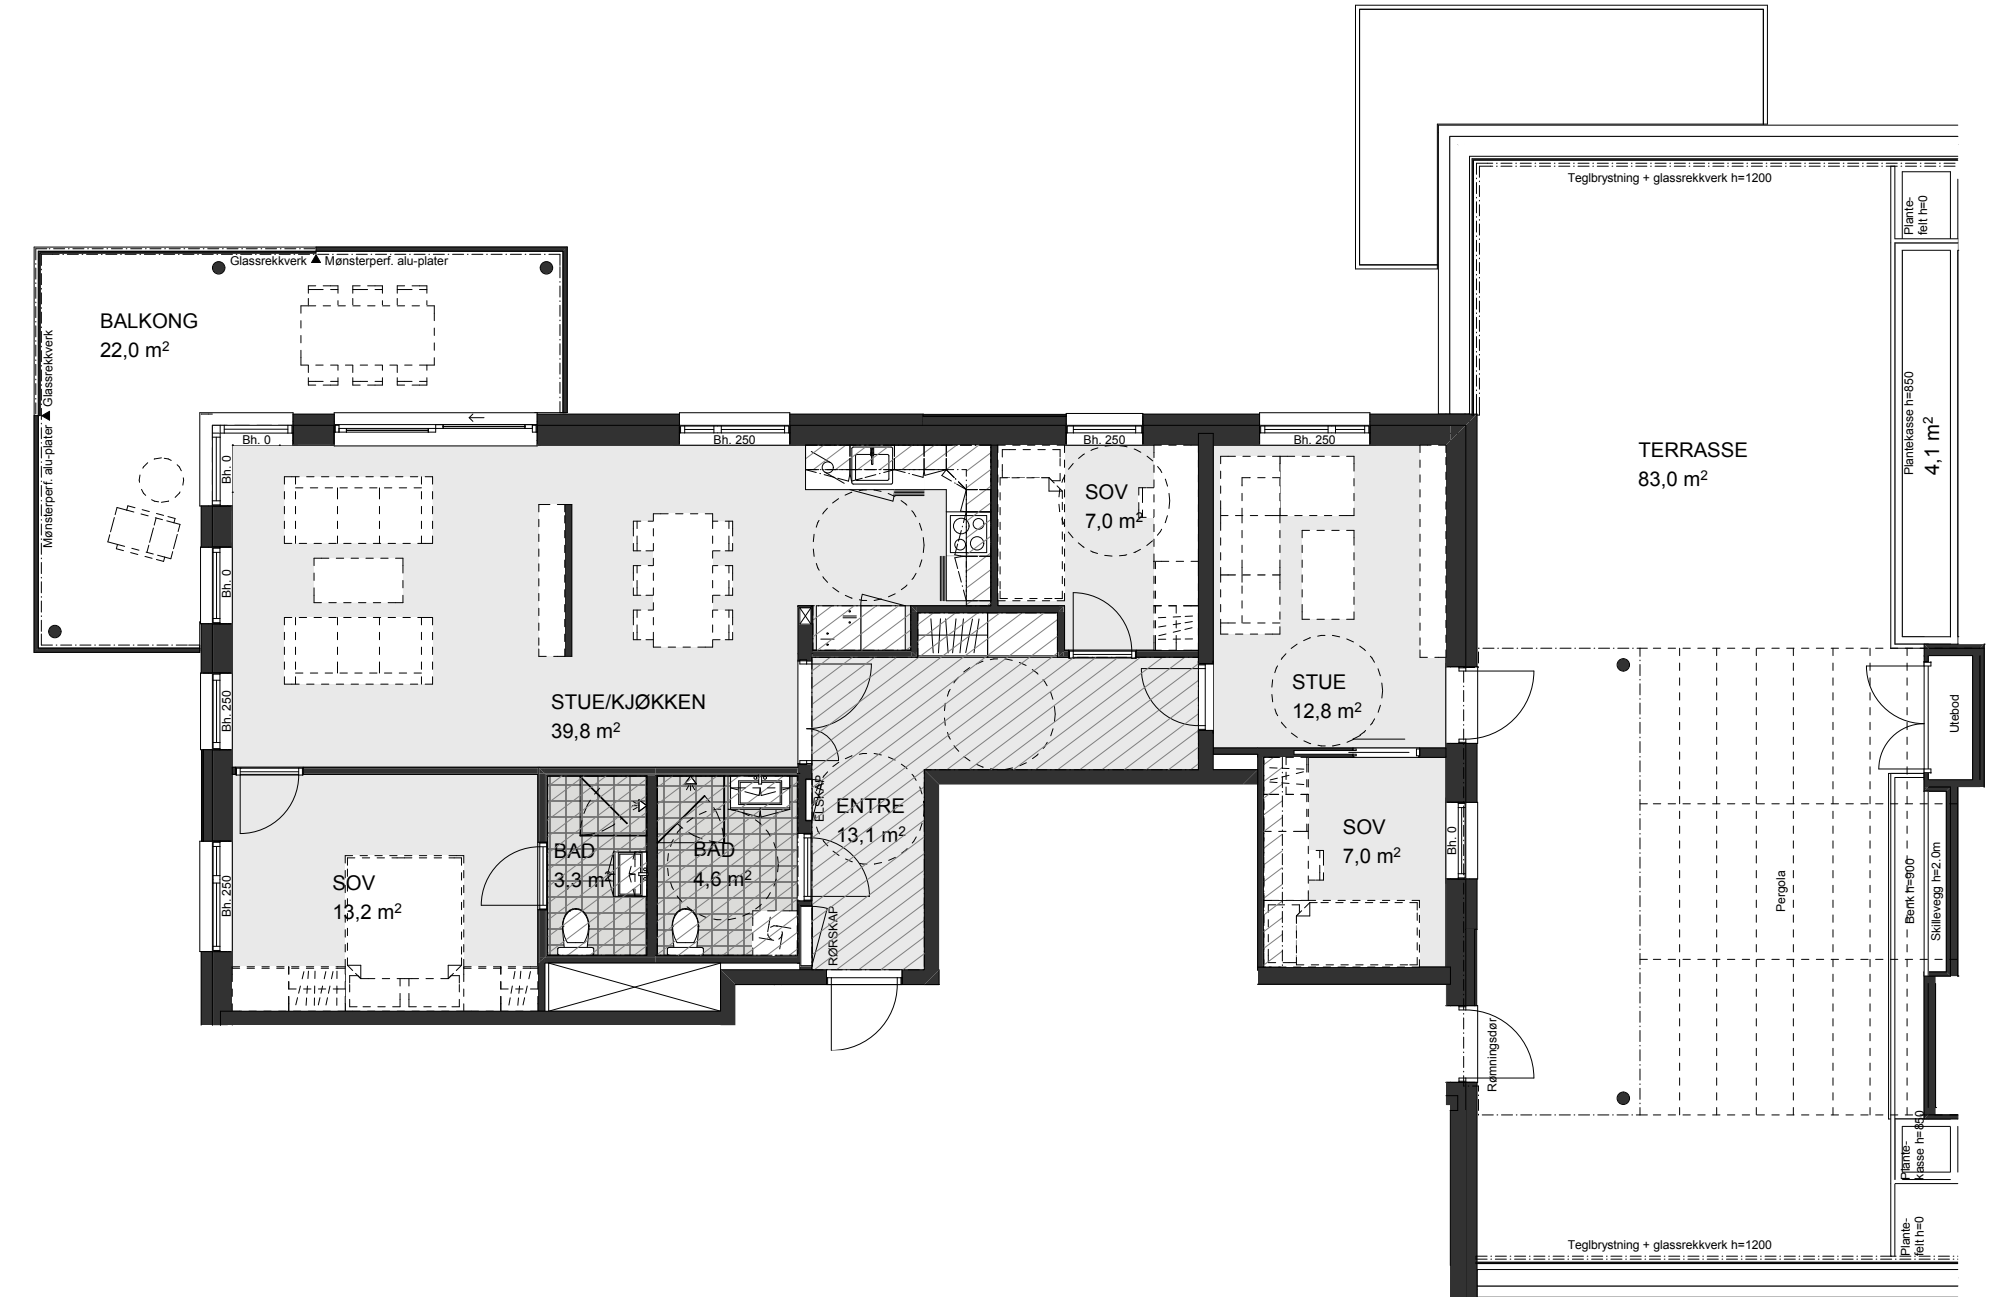 Teglbrystning + glassrekkverk h=1200
Plante-
felt h=0
Glassrekkverk
Mønsterperf. alu-plater
BALKONG
22,0 m²
Glassrekkverk
Mønsterperf. alu-plater
Bh. 0
Bh. 0
Bh. 0
Bh. 250
Bh. 250
Bh. 250
Bh. 250
Bh. 250
TERRASSE
83,0 m²
Plantekasse h=850
4,1 m²
SOV
7,0 m²
STUE/KJØKKEN
39,8 m²
STUE
12,8 m²
Utebod
ELSKAP
ENTRE
13,1 m²
SOV
7,0 m²
Bh. 0
BAD
3,3 m²
BAD
4,6 m²
SOV
13,2 m²
RØRSKAP
Pergola
Benk h=900
Skillevegg h=2.0m
Rømningsdør
Plante-
kasse h=850
Plante-
felt h=0
Teglbrystning + glassrekkverk h=1200